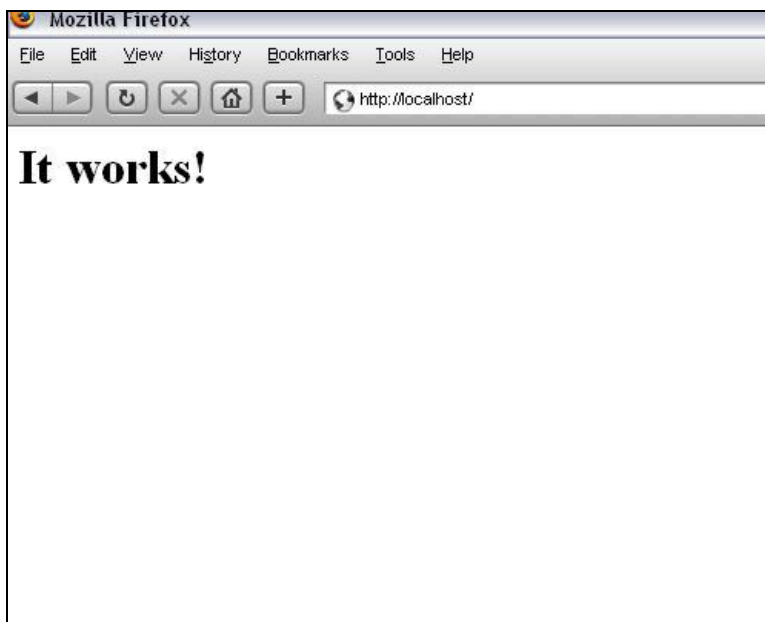 Mozilla Firefox
File Edit View History Bookmarks Tools Help
http://localhost/
It works!